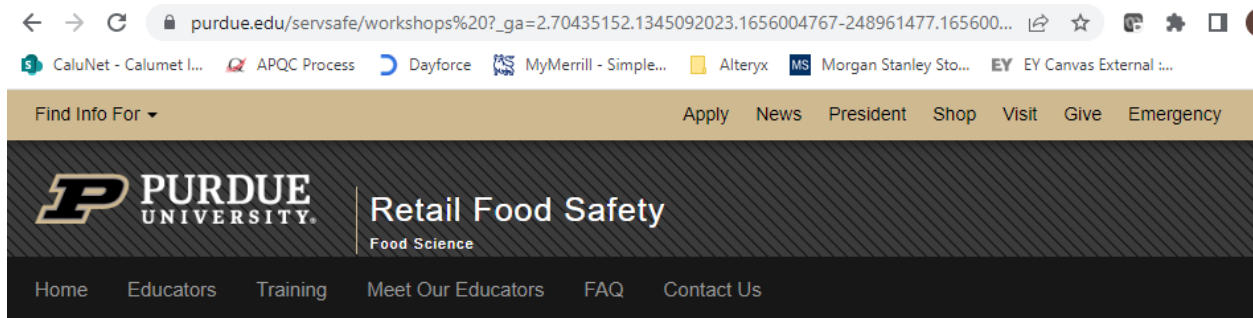 purdue.edu/servsafe/workshops%20?_ga=2.70435152.1345092023.1656004767-248961477.165600...
CaluNet - Calumet I... APQC Process Dayforce MyMerrill - Simple... Alteryx MS Morgan Stanley Sto... EY EY Canvas External :...
Find Info For Apply News President Shop Visit Give Emergency
PURDUE
UNIVERSITY®
Retail Food Safety
Food Science
Home Educators Training Meet Our Educators FAQ Contact Us